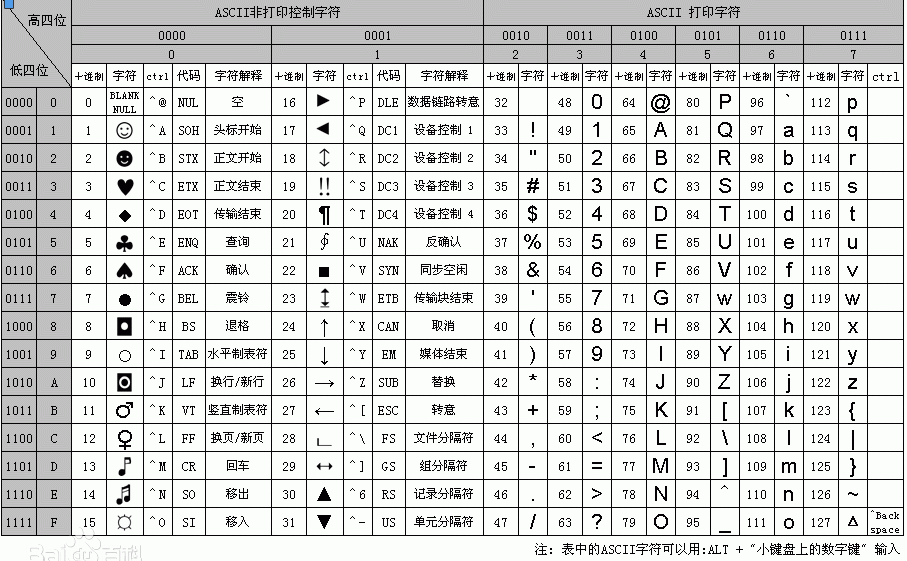 高四位 ASCII非打印控制字符 ASCII 打印字符
0000 0001 0010 0011 0100 0101 0110 0111
低四位 0 1 2 3 4 5 6 7
十进制 字符 ctrl 代码 字符解释 十进制 字符 ctrl 代码 字符解释 十进制 字符 十进制 字符 十进制 字符 十进制 字符 十进制 字符 十进制 字符 ctrl
0000 0 0 BLANK NULL ^@ NUL 空 16 ► ^P DLE 数据链路转意 32 48 0 64 @ 80 P 96 ` 112 p
0001 1 1 ☺ ^A SOH 头标开始 17 ◄ ^Q DC1 设备控制 1 33 ! 49 1 65 A 81 Q 97 a 113 q
0010 2 2 ☻ ^B STX 正文开始 18 ↕ ^R DC2 设备控制 2 34 " 50 2 66 B 82 R 98 b 114 r
0011 3 3 ♥ ^C ETX 正文结束 19 !! ^S DC3 设备控制 3 35 # 51 3 67 C 83 S 99 c 115 s
0100 4 4 ♦ ^D EOT 传输结束 20 ¶ ^T DC4 设备控制 4 36 $ 52 4 68 D 84 T 100 d 116 t
0101 5 5 ♣ ^E ENQ 查询 21 ∮ ^U NAK 反确认 37 % 53 5 69 E 85 U 101 e 117 u
0110 6 6 ♠ ^F ACK 确认 22 ■ ^V SYN 同步空闲 38 & 54 6 70 F 86 V 102 f 118 v
0111 7 7 ● ^G BEL 震铃 23 ↨ ^W ETB 传输块结束 39 ' 55 7 71 G 87 w 103 g 119 w
1000 8 8 ◘ ^H BS 退格 24 ↑ ^X CAN 取消 40 ( 56 8 72 H 88 X 104 h 120 x
1001 9 9 ○ ^I TAB 水平制表符 25 ↓ ^Y EM 媒体结束 41 ) 57 9 73 I 89 Y 105 i 121 y
1010 A 10 ◙ ^J LF 换行/新行 26 → ^Z SUB 替换 42 * 58 : 74 J 90 Z 106 j 122 z
1011 B 11 ♂ ^K VT 竖直制表符 27 ← ^[ ESC 转意 43 + 59 ; 75 K 91 [ 107 k 123 {
1100 C 12 ♀ ^L FF 换页/新页 28 ∟ ^\ FS 文件分隔符 44 , 60 < 76 L 92 \ 108 l 124 |
1101 D 13 ♪ ^M CR 回车 29 ↔ ^] GS 组分隔符 45 - 61 = 77 M 93 ] 109 m 125 }
1110 E 14 ♫ ^N SO 移出 30 ▲ ^6 RS 记录分隔符 46 . 62 > 78 N 94 ^ 110 n 126 ~
1111 F 15 ☼ ^O SI 移入 31 ▼ ^- US 单元分隔符 47 / 63 ? 79 O 95 _ 111 o 127 Δ ^Back space
注: 表中的ASCII字符可以用:ALT + "小键盘上的数字键" 输入
Baidu百科